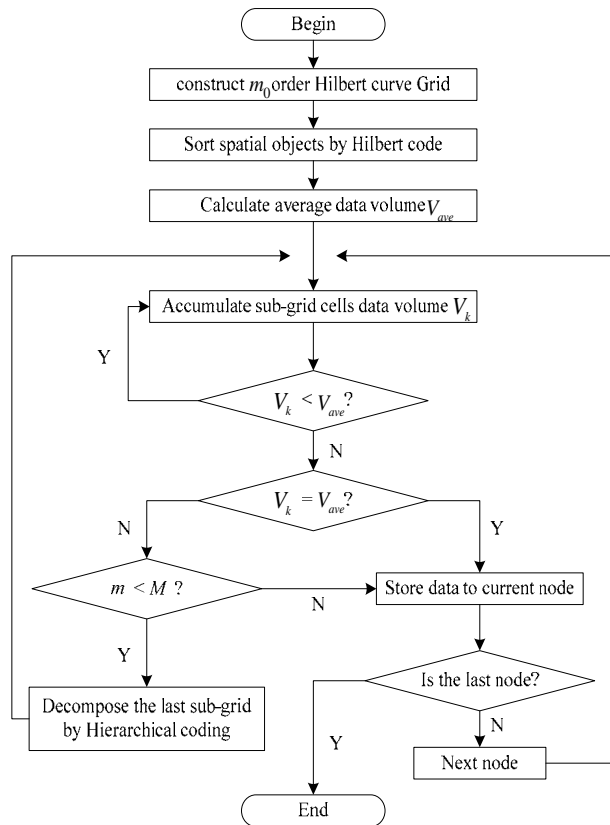 Begin
construct m₀ order Hilbert curve Grid
Sort spatial objects by Hilbert code
Calculate average data volume Vave
Accumulate sub-grid cells data volume Vk
Y
Vk < Vave?
N
Vk = Vave?
N
Y
m < M ?
N
Store data to current node
Y
Is the last node?
Decompose the last sub-grid
by Hierarchical coding
Y
N
Next node
End